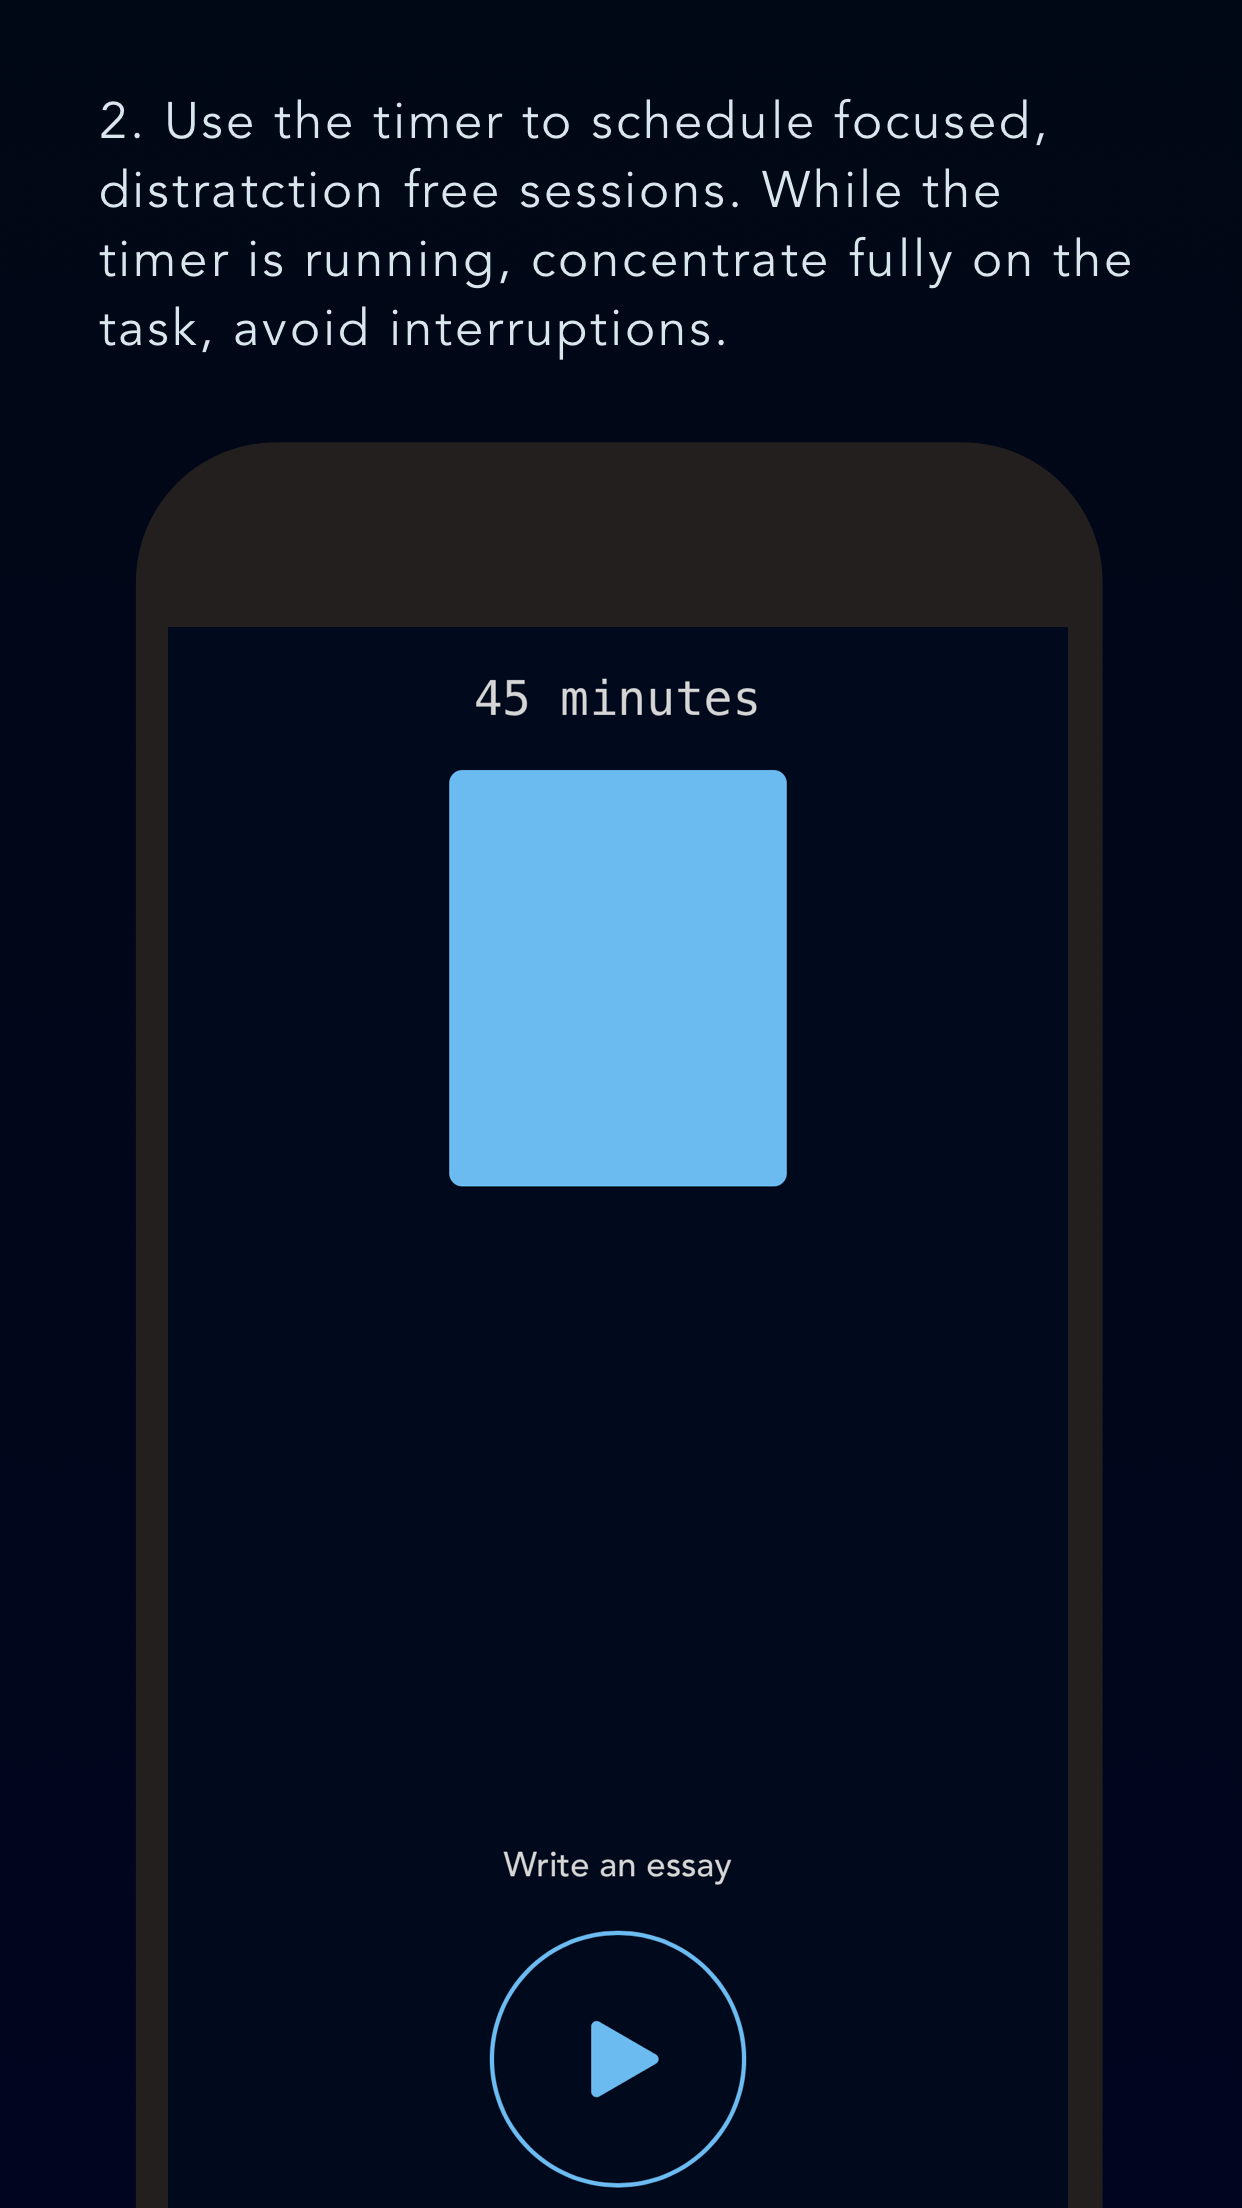 2. Use the timer to schedule focused,
distratction free sessions. While the
timer is running, concentrate fully on the
task, avoid interruptions.
45 minutes
Write an essay